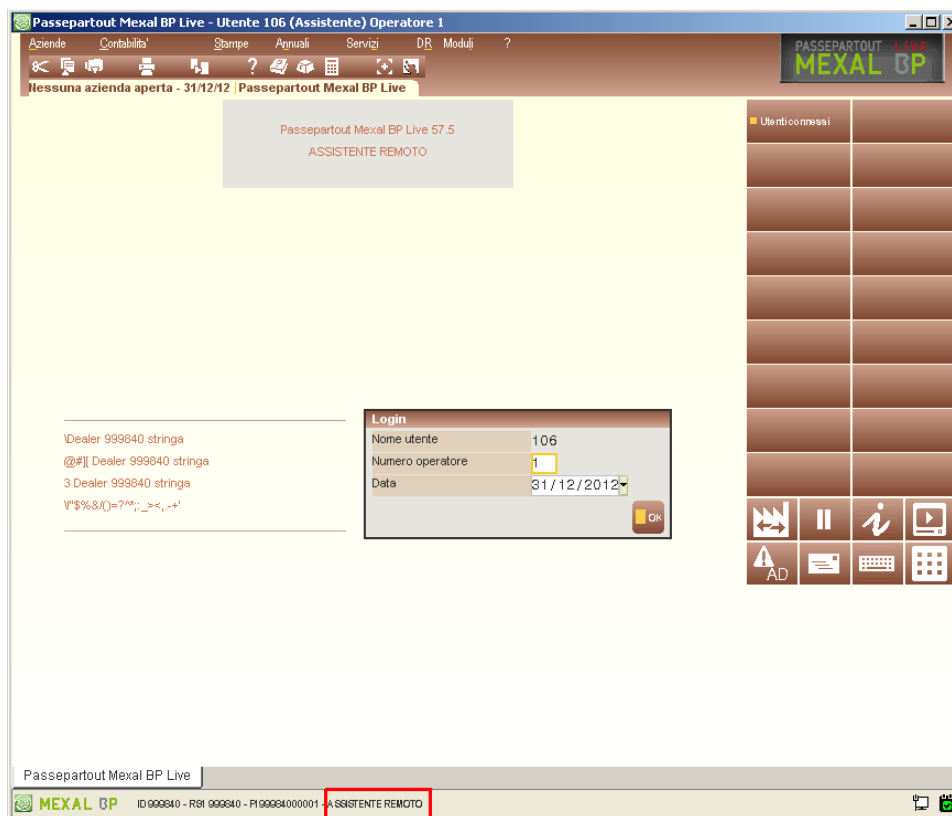 Passepartout Mexal BP Live - Utente 106 (Assistente) Operatore 1
Aziende Contabilita' Stampe Annuali Servizi DR Moduli ?
PASSEPARTOUT LIVE
MEXAL BP
Nessuna azienda aperta - 31/12/12 Passepartout Mexal BP Live
Passepartout Mexal BP Live 57.5
ASSISTENTE REMOTO
Utenti connessi
Login
Nome utente 106
Numero operatore 1
Data 31/12/2012
Ok
\Dealer 999840 stringa
@#][ Dealer 999840 stringa
3 Dealer 999840 stringa
\!"$%&/()=?^*;:_><,.-+'
AD
Passepartout Mexal BP Live
MEXAL BP ID 999840 - RS1 999840 - P199984000001 - ASSISTENTE REMOTO